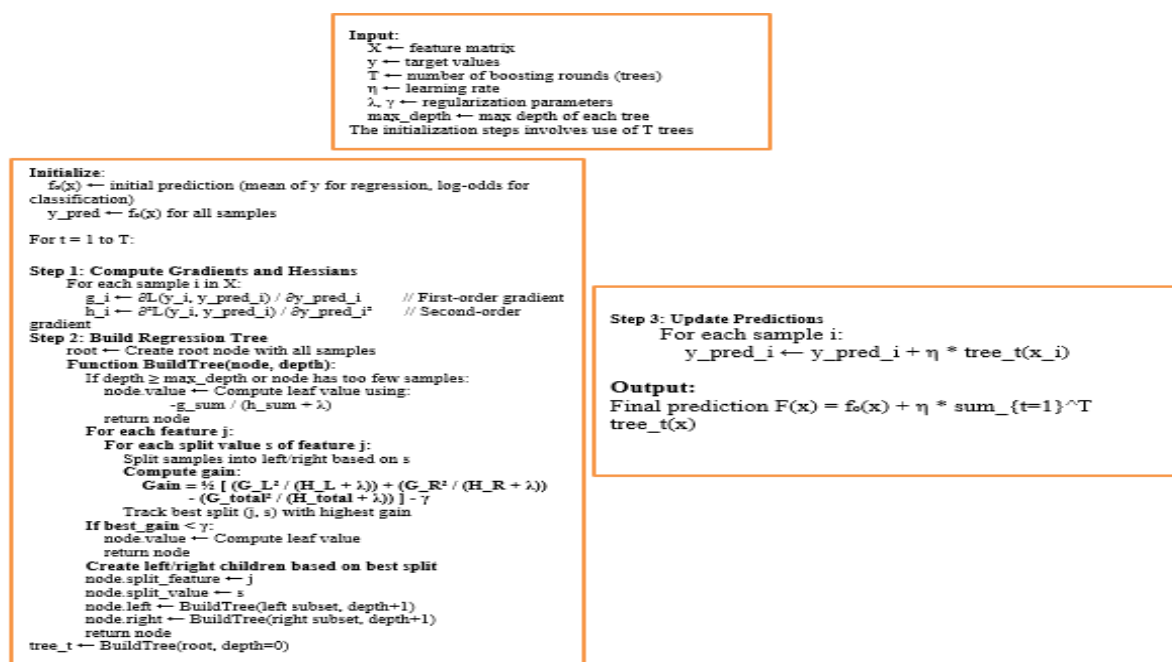 Input:
X ← feature matrix
y ← target values
T ← number of boosting rounds (trees)
η ← learning rate
λ, γ ← regularization parameters
max_depth ← max depth of each tree
The initialization steps involves use of T trees
Initialize:
f₀(x) ← initial prediction (mean of y for regression, log-odds for
classification)
y_pred ← f₀(x) for all samples
For t = 1 to T:
Step 1: Compute Gradients and Hessians
For each sample i in X:
g_i ← ∂L(y_i, y_pred_i) / ∂y_pred_i // First-order gradient
h_i ← ∂²L(y_i, y_pred_i) / ∂y_pred_i² // Second-order
gradient
Step 2: Build Regression Tree
root ← Create root node with all samples
Function BuildTree(node, depth):
If depth ≥ max_depth or node has too few samples:
node.value ← Compute leaf value using:
-g_sum / (h_sum + λ)
return node
For each feature j:
For each split value s of feature j:
Split samples into left/right based on s
Compute gain:
Gain = ½ [ (G_L² / (H_L + λ)) + (G_R² / (H_R + λ))
- (G_total² / (H_total + λ)) ] - γ
Track best split (j, s) with highest gain
If best_gain < γ:
node.value ← Compute leaf value
return node
Create left/right children based on best split
node.split_feature ← j
node.split_value ← s
node.left ← BuildTree(left subset, depth+1)
node.right ← BuildTree(right subset, depth+1)
return node
tree_t ← BuildTree(root, depth=0)
Step 3: Update Predictions
For each sample i:
y_pred_i ← y_pred_i + η * tree_t(x_i)
Output:
Final prediction F(x) = f₀(x) + η * sum_{t=1}^T
tree_t(x)